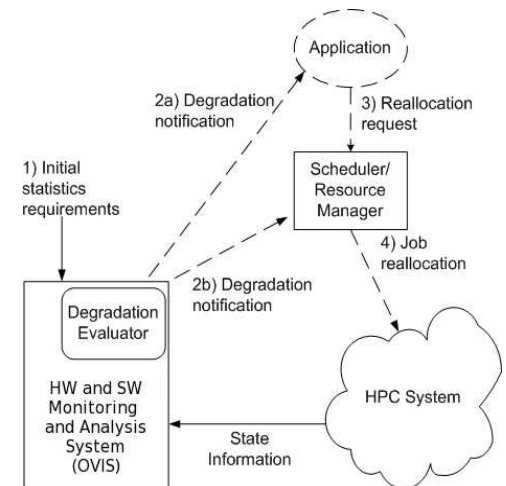 Application
2a) Degradation
notification
3) Reallocation
request
1) Initial
statistics
requirements
Scheduler/
Resource
Manager
4) Job
reallocation
2b) Degradation
notification
Degradation
Evaluator
HW and SW
Monitoring
and Analysis
System
(OVIS)
HPC System
State
Information